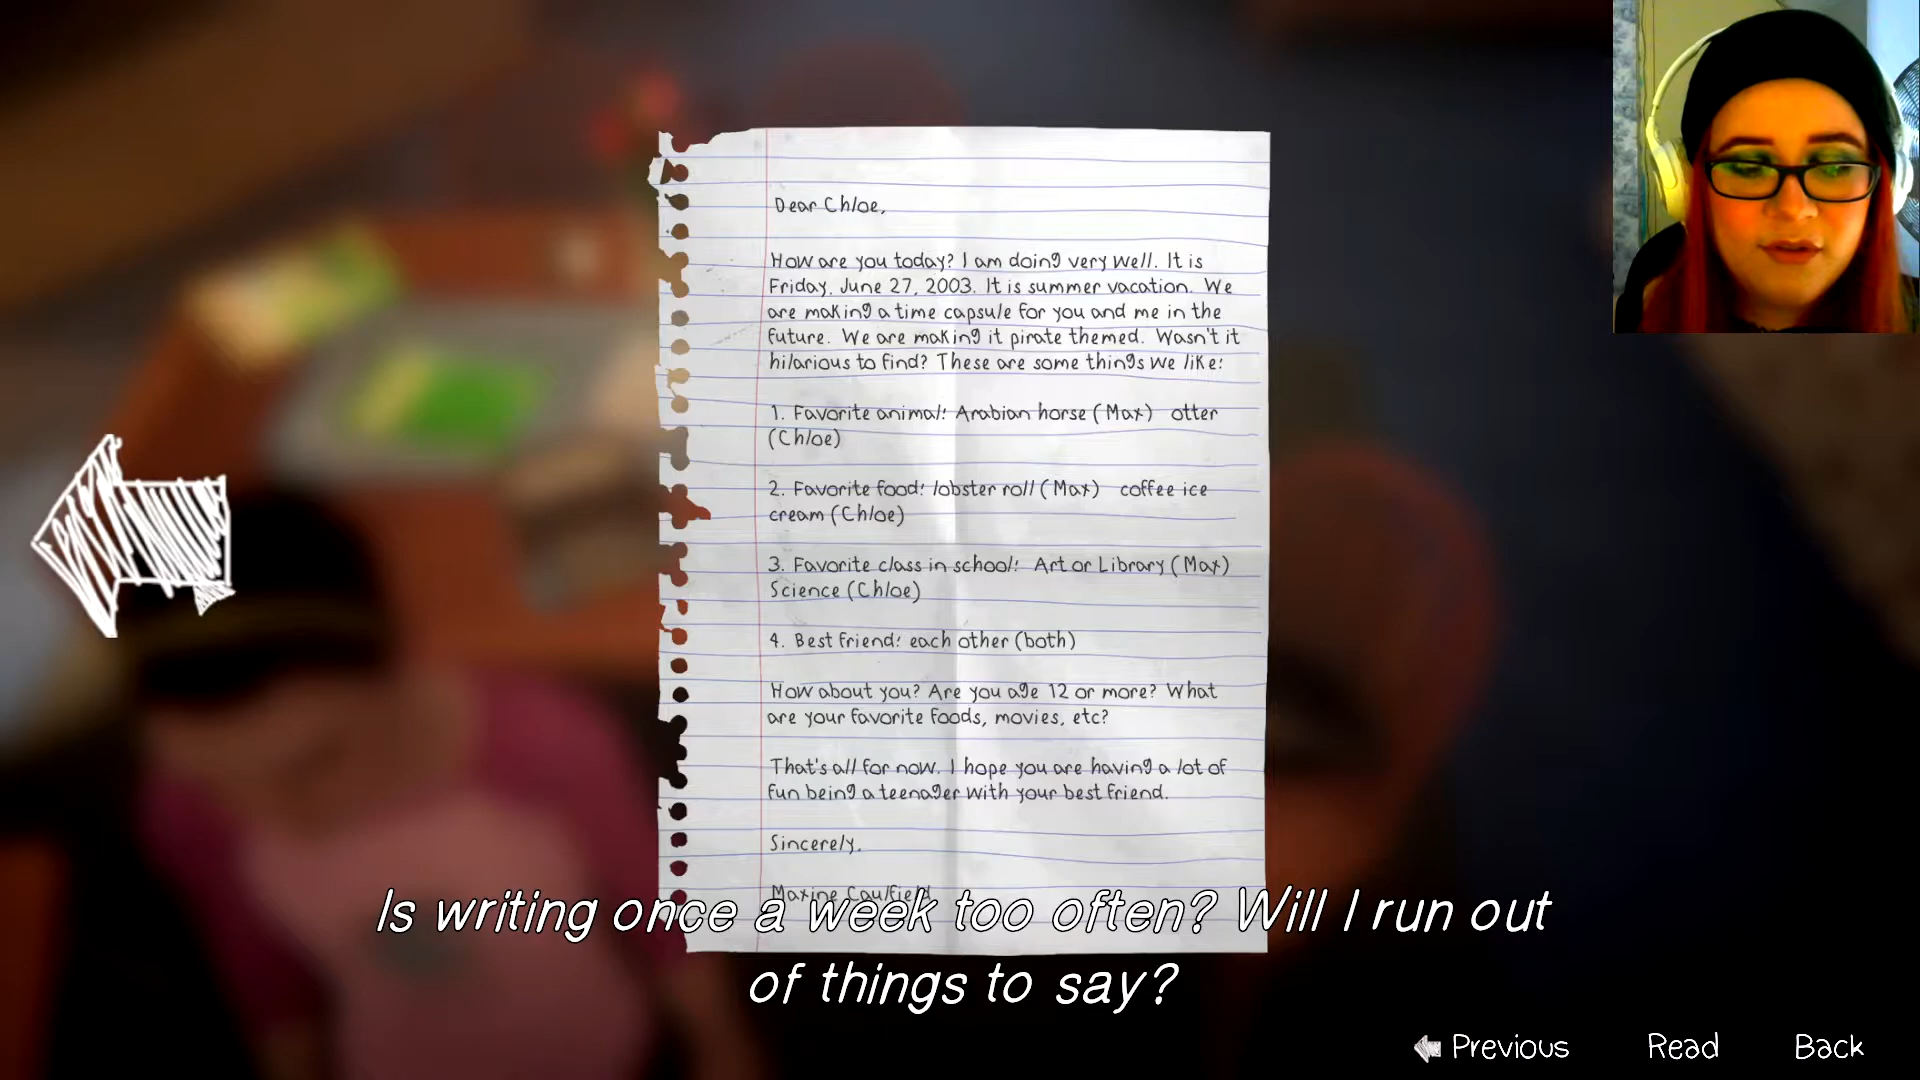 Dear Chloe,
How are you today? I am doing very well. It is
Friday, June 27, 2003. It is summer vacation. We
are making a time capsule for you and me in the
future. We are making it pirate themed. Wasn't it
hilarious to find? These are some things we like:
1. Favorite animal: Arabian horse (Max) otter
(Chloe)
2. Favorite food: lobster roll (Max) coffee ice
cream (Chloe)
3. Favorite class in school: Art or Library (Max)
Science (Chloe)
4. Best friend: each other (both)
How about you? Are you age 12 or more? What
are your favorite foods, movies, etc?
That's all for now. I hope you are having a lot of
fun being a teenager with your best friend.
Sincerely,
Maxine Caulfield
Is writing once a week too often? Will I run out
of things to say?
Previous Read Back